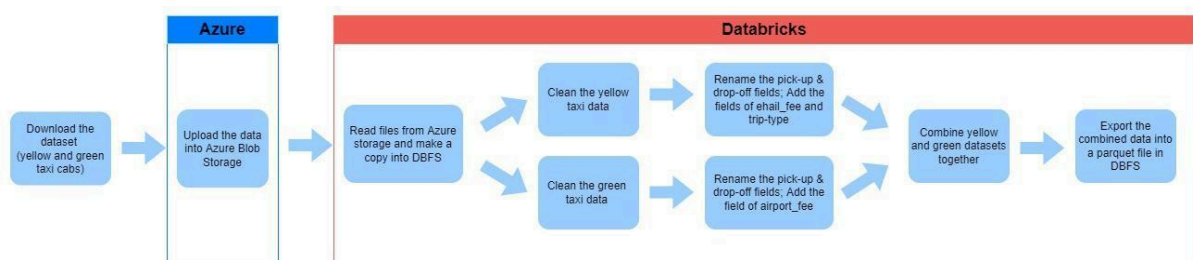 Azure
Databricks
Download the
dataset
(yellow and green
taxi cabs)
Upload the data
into Azure Blob
Storage
Read files from Azure
storage and make a
copy into DBFS
Clean the yellow
taxi data
Rename the pick-up &
drop-off fields; Add the
fields of ehail_fee and
trip-type
Clean the green
taxi data
Rename the pick-up &
drop-off fields; Add the
field of airport_fee
Combine yellow
and green datasets
together
Export the
combined data into
a parquet file in
DBFS